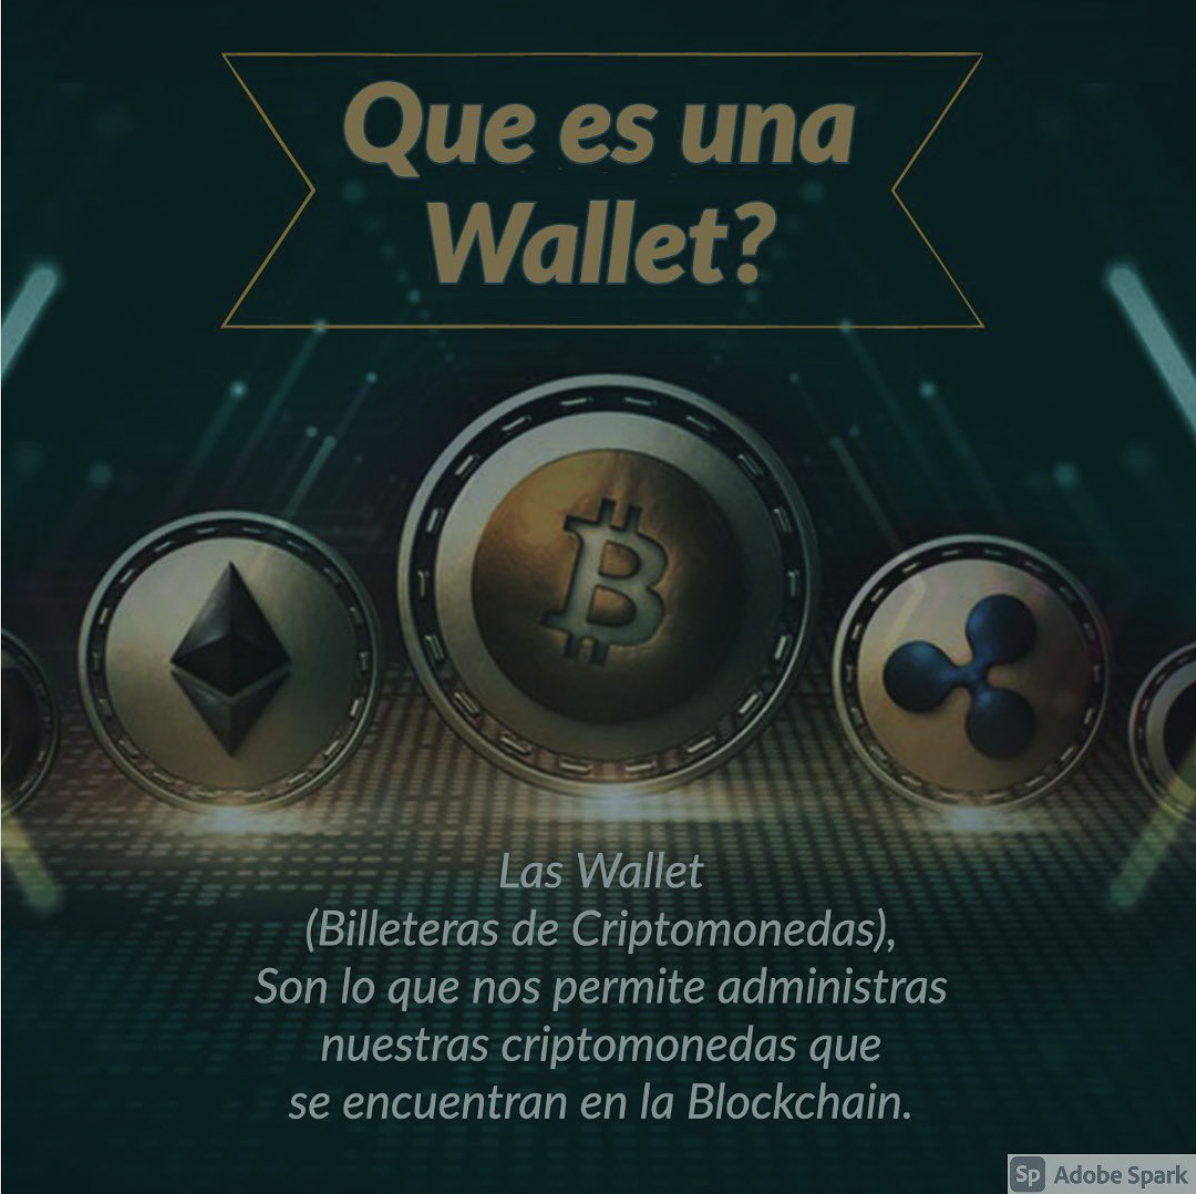 Que es una
Wallet?
Las Wallet
(Billeteras de Criptomonedas),
Son lo que nos permite administras
nuestras criptomonedas que
se encuentran en la Blockchain.
Sp Adobe Spark